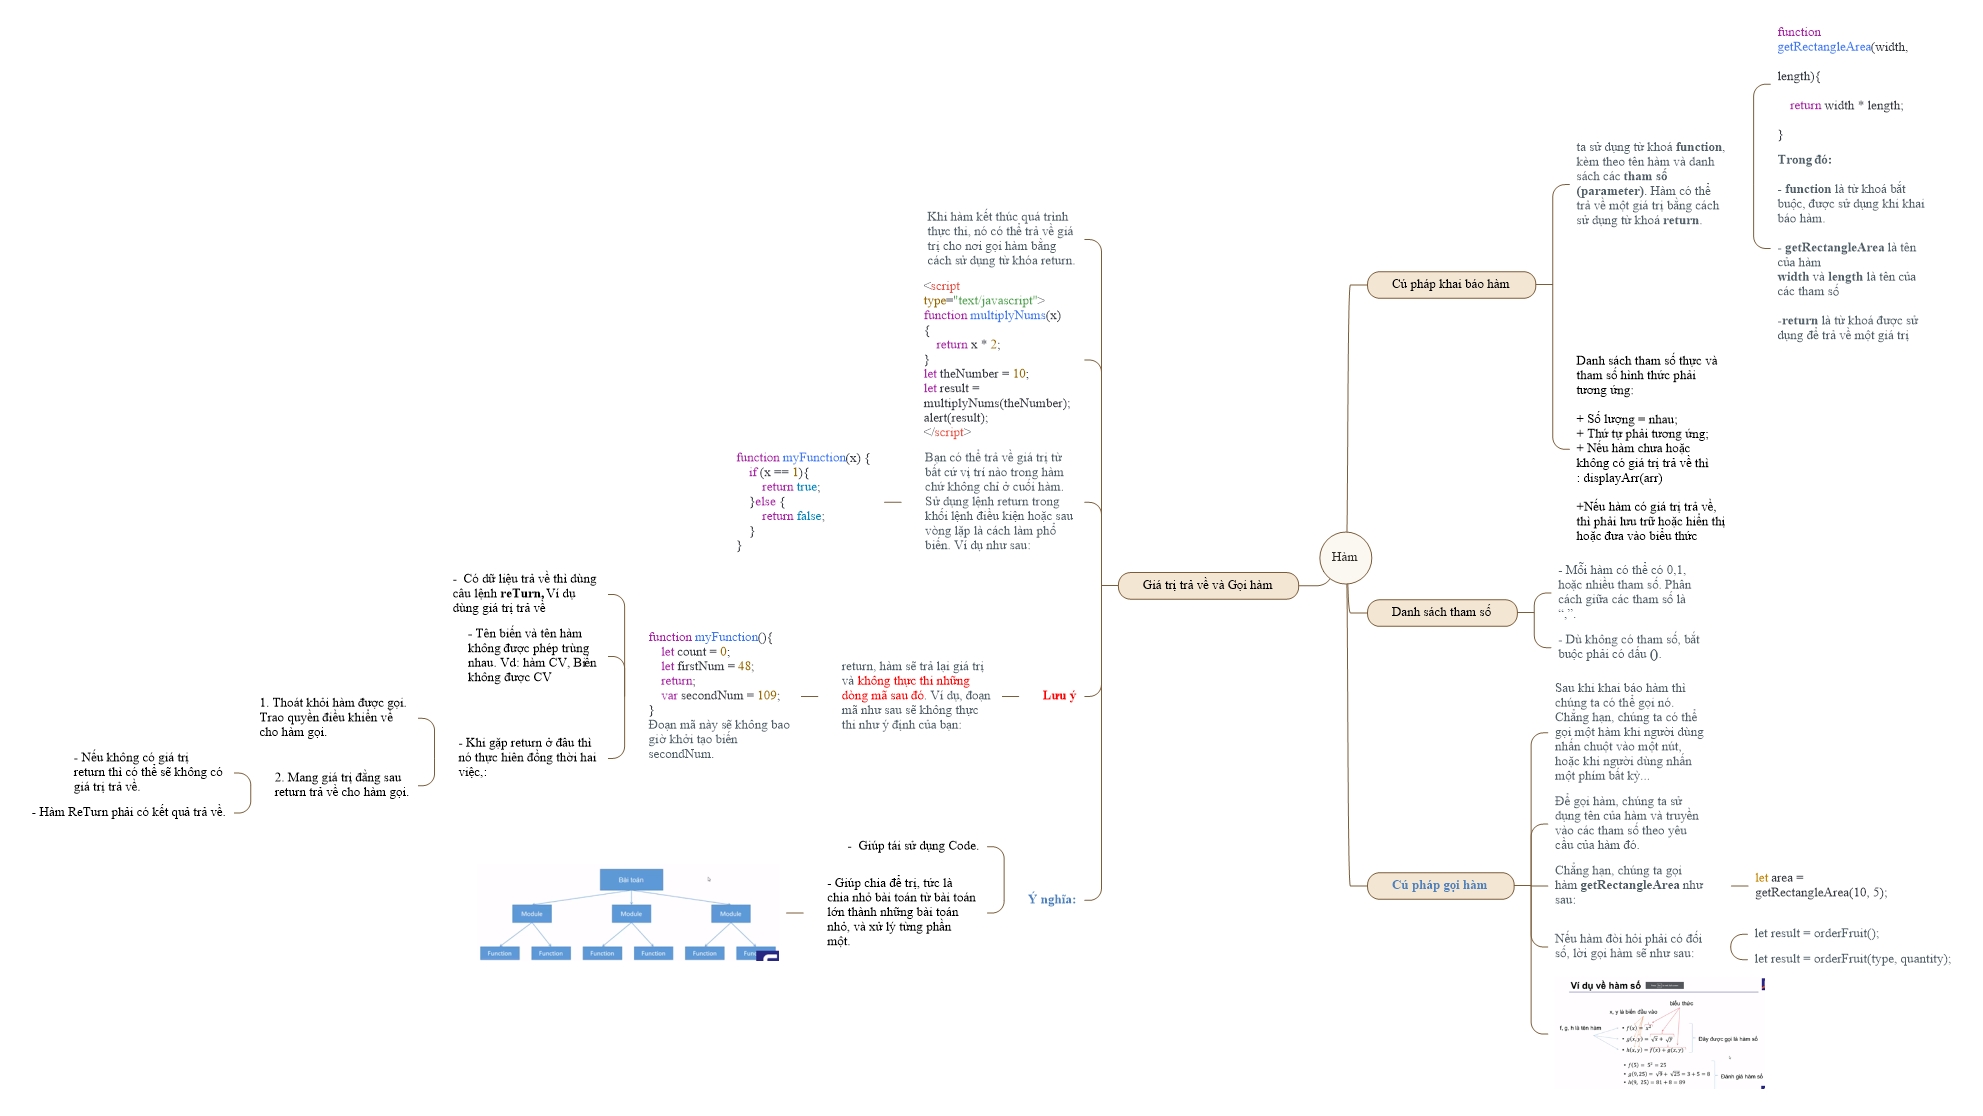 Hàm
Cú pháp khai báo hàm
ta sử dụng từ khoá function,
kèm theo tên hàm và danh
sách các tham số
(parameter). Hàm có thể
trả về một giá trị bằng cách
sử dụng từ khoá return.
function
getRectangleArea(width,
length){
return width * length;
}
Trong đó:
- function là từ khoá bắt
buộc, được sử dụng khi khai
báo hàm.
- getRectangleArea là tên
của hàm
width và length là tên của
các tham số
-return là từ khoá được sử
dụng để trả về một giá trị
Danh sách tham số thực và
tham số hình thức phải
tương ứng:
+ Số lượng = nhau;
+ Thứ tự phải tương ứng;
+ Nếu hàm chưa hoặc
không có giá trị trả về thì
: displayArr(arr)
+Nếu hàm có giá trị trả về,
thì phải lưu trữ hoặc hiển thị
hoặc đưa vào biểu thức
Danh sách tham số
- Mỗi hàm có thể có 0,1,
hoặc nhiều tham số. Phân
cách giữa các tham số là
“,”.
- Dù không có tham số, bắt
buộc phải có dấu ().
Cú pháp gọi hàm
Sau khi khai báo hàm thì
chúng ta có thể gọi nó.
Chẳng hạn, chúng ta có thể
gọi một hàm khi người dùng
nhấn chuột vào một nút,
hoặc khi người dùng nhấn
một phím bất kỳ...
Để gọi hàm, chúng ta sử
dụng tên của hàm và truyền
vào các tham số theo yêu
cầu của hàm đó.
Chẳng hạn, chúng ta gọi
hàm getRectangleArea như
sau:
let area =
getRectangleArea(10, 5);
Nếu hàm đòi hỏi phải có đối
số, lời gọi hàm sẽ như sau:
let result = orderFruit();
let result = orderFruit(type, quantity);
Ví dụ về hàm số
biểu thức
x, y là biến đầu vào
f, g, h là tên hàm
• f(x) = x²
• g(x,y) = √x + √y
• h(x,y) = f(x) + g(x,y)
Đây được gọi là hàm số
• f(5) = 5² = 25
• g(9,25) = √9 + √25 = 3 + 5 = 8
• h(9, 25) = 81 + 8 = 89
Đánh giá hàm số
Giá trị trả về và Gọi hàm
Khi hàm kết thúc quá trình
thực thi, nó có thể trả về giá
trị cho nơi gọi hàm bằng
cách sử dụng từ khóa return.
<script
type="text/javascript">
function multiplyNums(x)
{
return x * 2;
}
let theNumber = 10;
let result =
multiplyNums(theNumber);
alert(result);
</script>
Bạn có thể trả về giá trị từ
bất cứ vị trí nào trong hàm
chứ không chỉ ở cuối hàm.
Sử dụng lệnh return trong
khối lệnh điều kiện hoặc sau
vòng lặp là cách làm phổ
biến. Ví dụ như sau:
function myFunction(x) {
if (x == 1){
return true;
}else {
return false;
}
}
Lưu ý
return, hàm sẽ trả lại giá trị
và không thực thi những
dòng mã sau đó. Ví dụ, đoạn
mã như sau sẽ không thực
thi như ý định của bạn:
function myFunction(){
let count = 0;
let firstNum = 48;
return;
var secondNum = 109;
}
Đoạn mã này sẽ không bao
giờ khởi tạo biến
secondNum.
- Có dữ liệu trả về thì dùng
câu lệnh reTurn, Ví dụ
dùng giá trị trả về
- Tên biến và tên hàm
không được phép trùng
nhau. Vd: hàm CV, Biến
không được CV
- Khi gặp return ở đâu thì
nó thực hiện đồng thời hai
việc,:
1. Thoát khỏi hàm được gọi.
Trao quyền điều khiển về
cho hàm gọi.
2. Mang giá trị đằng sau
return trả về cho hàm gọi.
- Nếu không có giá trị
return thì có thể sẽ không có
giá trị trả về.
- Hàm ReTurn phải có kết quả trả về.
Ý nghĩa:
- Giúp tái sử dụng Code.
- Giúp chia để trị, tức là
chia nhỏ bài toán từ bài toán
lớn thành những bài toán
nhỏ, và xử lý từng phần
một.
Bài toán
Module Module Module
Function Function Function Function Function Func